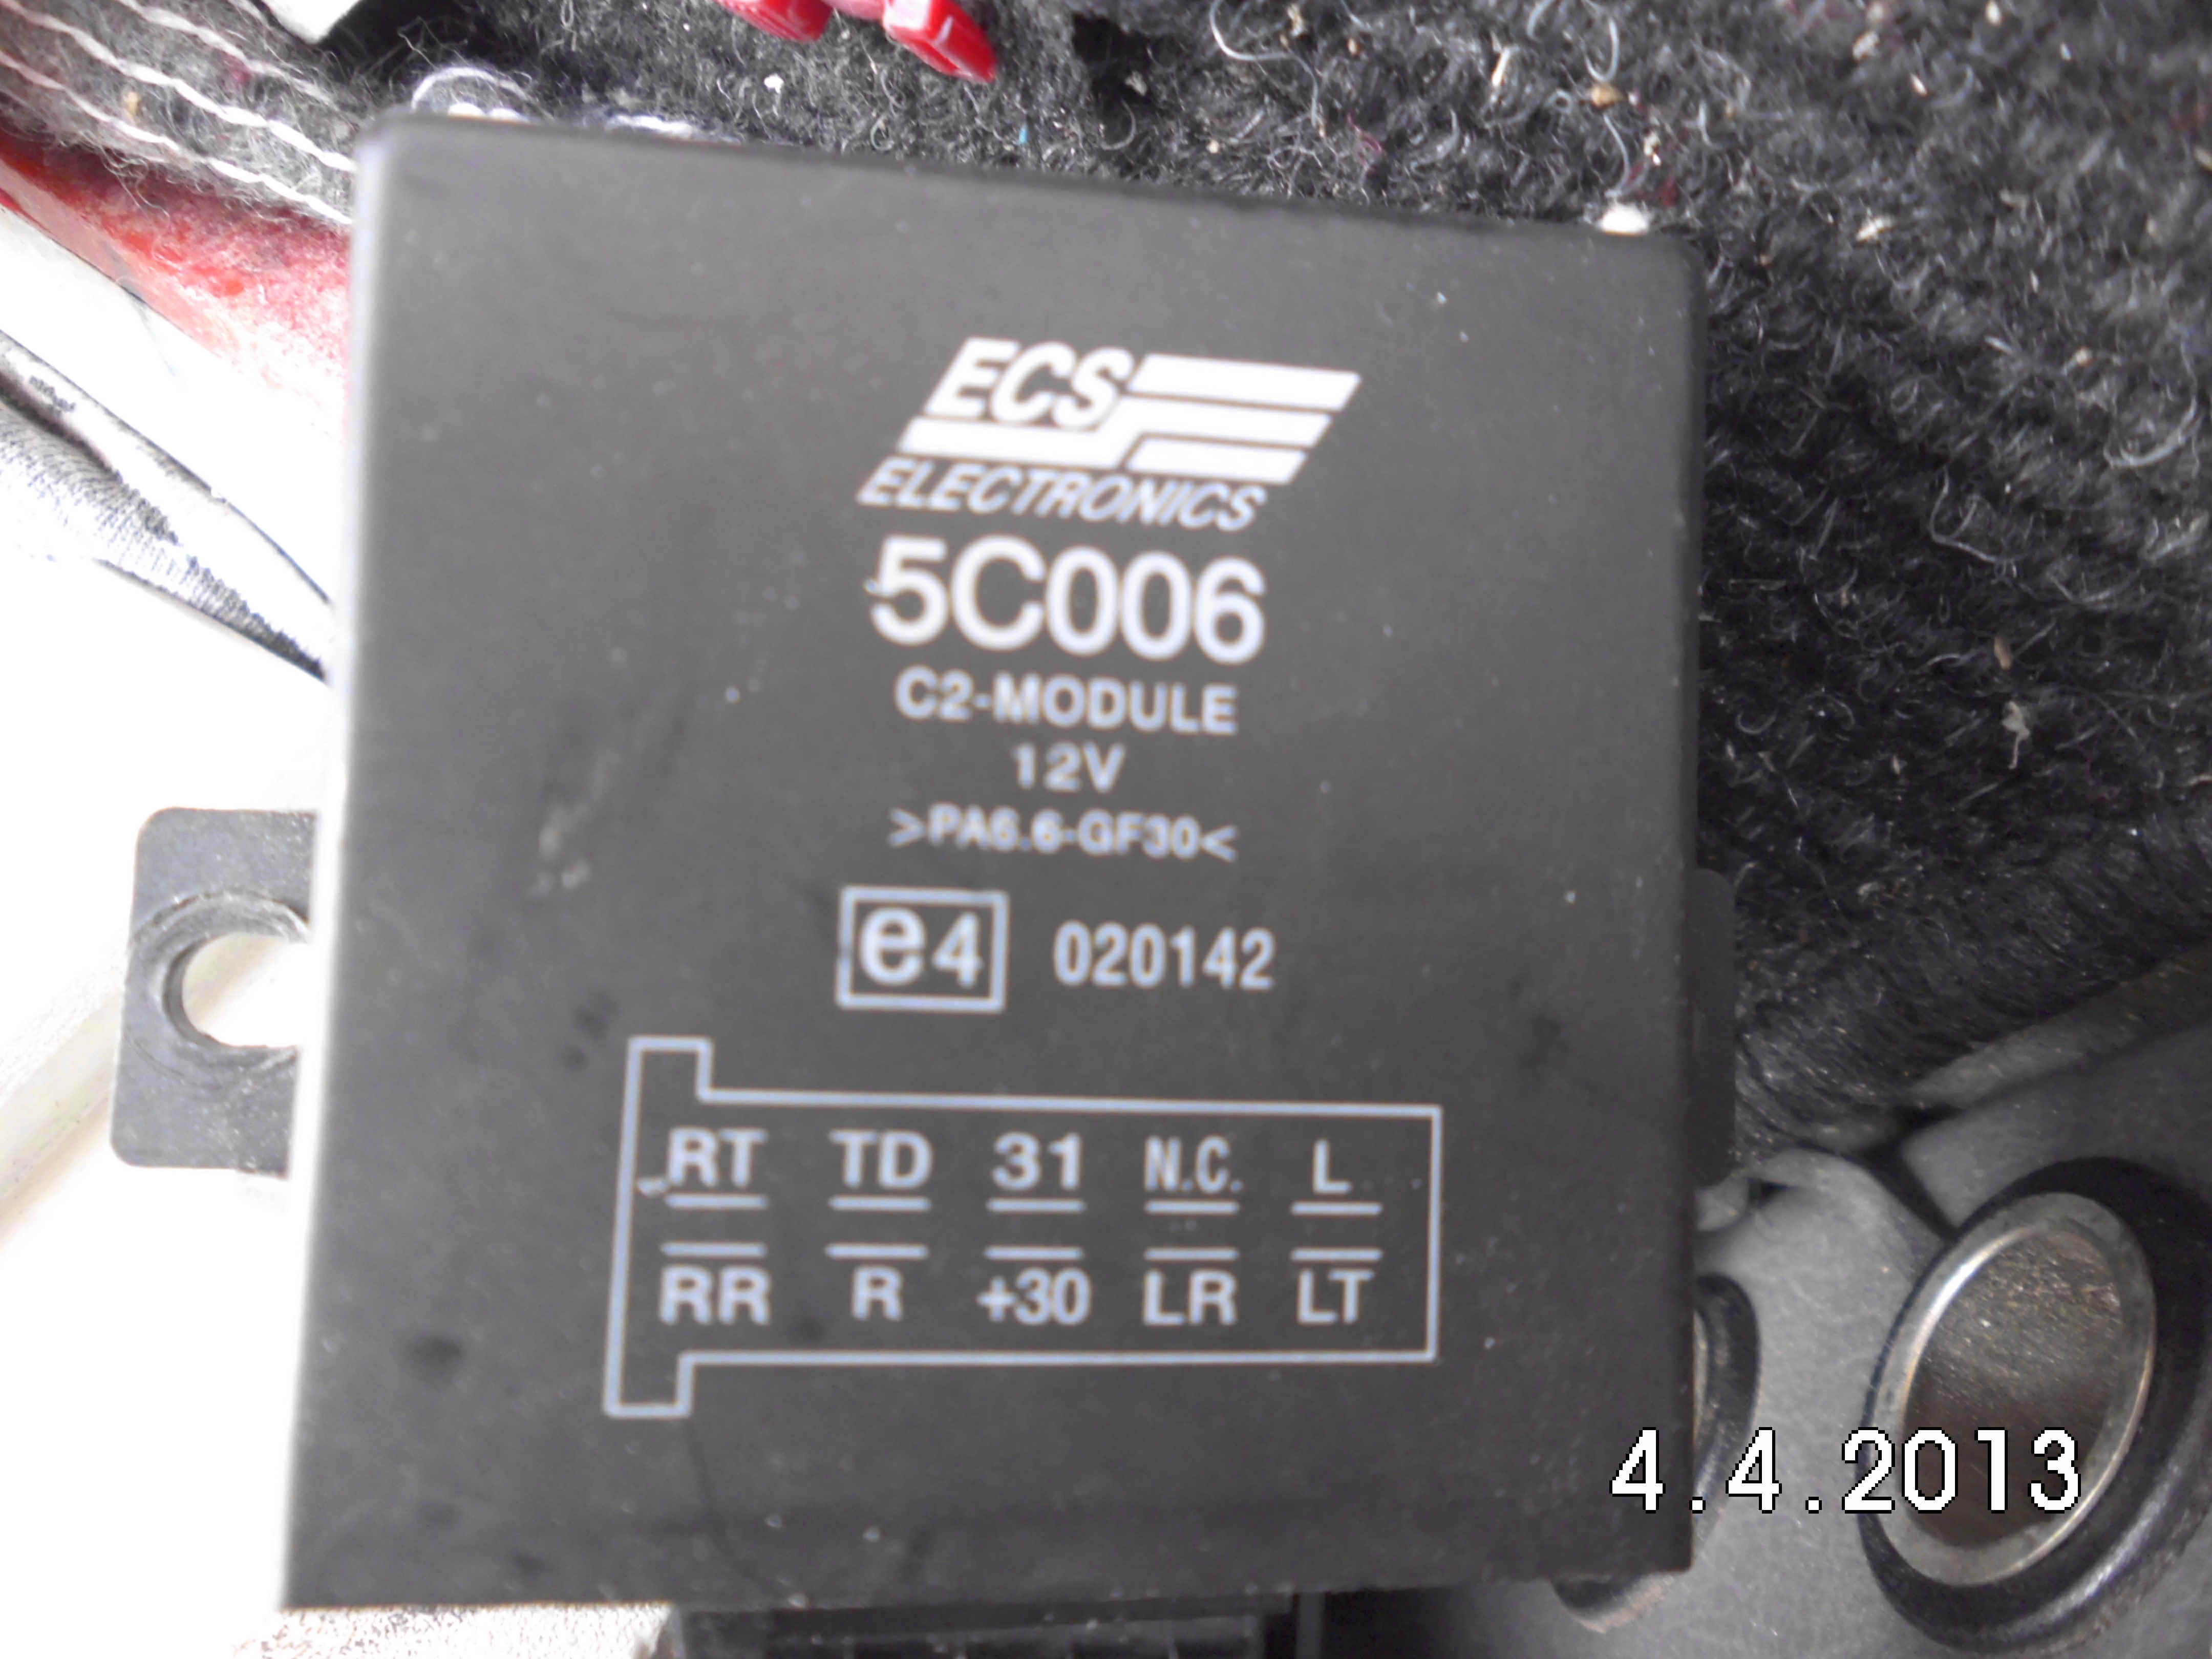 ECS
ELECTRONICS
5C006
C2-MODULE
12V
>PA6.6-GF30<
e4 020142
RT TD 31 N.C. L
RR R +30 LR LT
4.4.2013